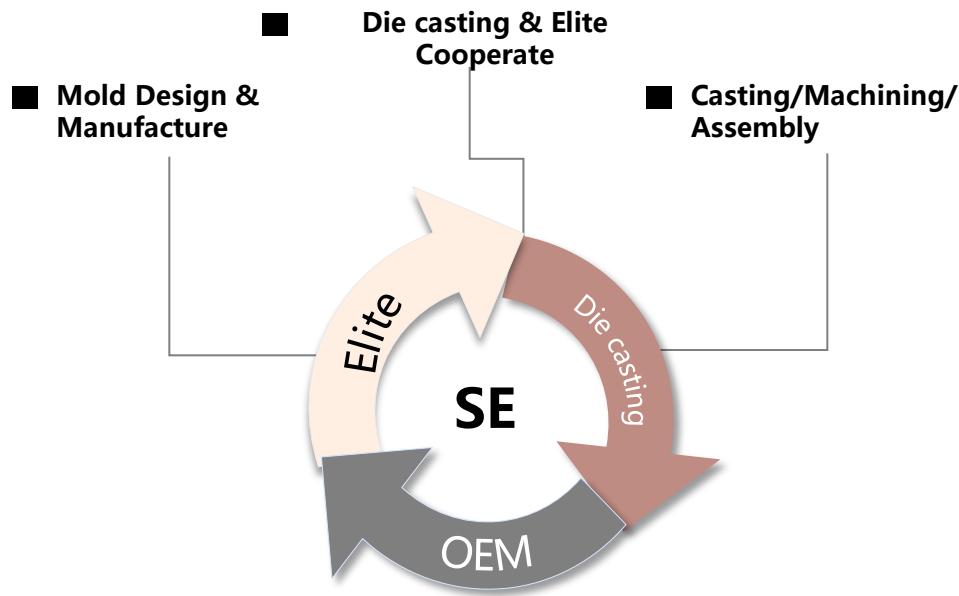 Die casting & Elite
Cooperate
Mold Design &
Manufacture
Casting/Machining/
Assembly
Elite
Die casting
SE
OEM